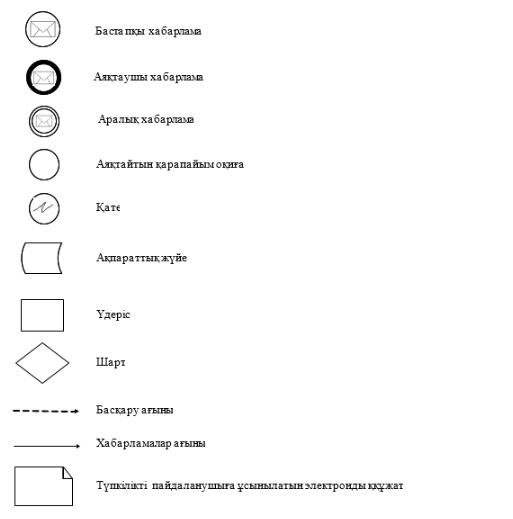 Бастапқы хабарлама
Аяқтаушы хабарлама
Аралық хабарлама
Аяқтайтын қарапайым оқиға
Қате
Ақпараттық жүйе
Үдеріс
Шарт
Басқару ағыны
Хабарламалар ағыны
Түпкілікті пайдаланушыға ұсынылатын электронды ққұжат